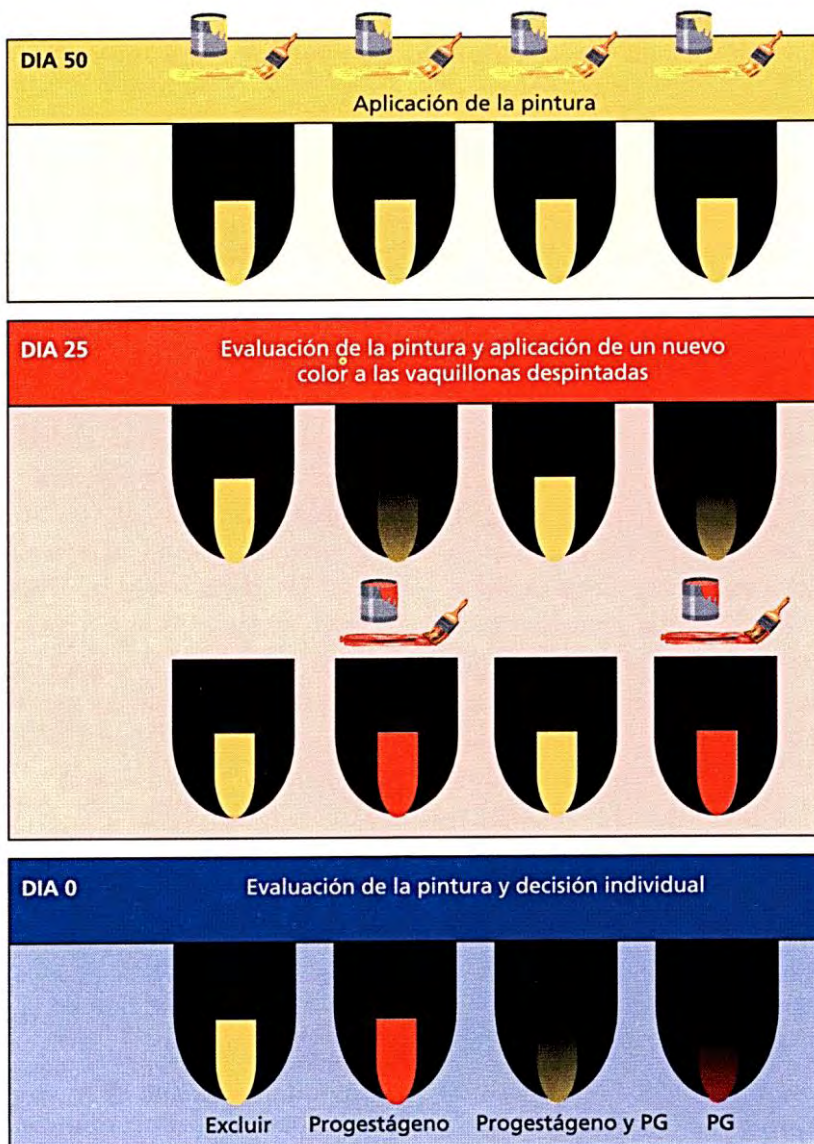 DIA 50
Aplicación de la pintura
DIA 25
Evaluación de la pintura y aplicación de un nuevo
color a las vaquillonas despintadas
DIA 0
Evaluación de la pintura y decisión individual
Excluir Progestágeno Progestágeno y PG PG